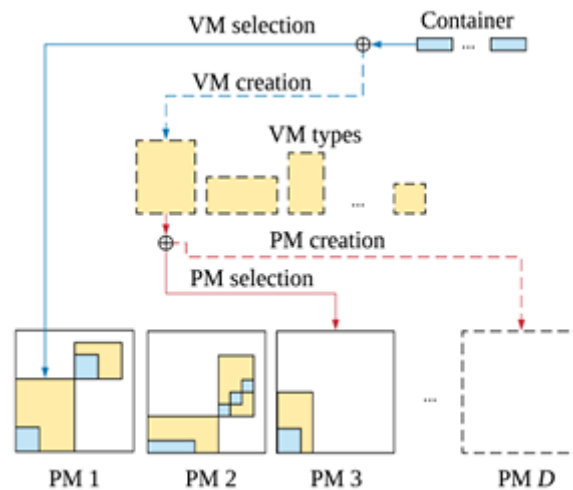 Container
VM selection
...
VM creation
VM types
...
PM creation
PM selection
...
PM 1
PM 2
PM 3
PM D